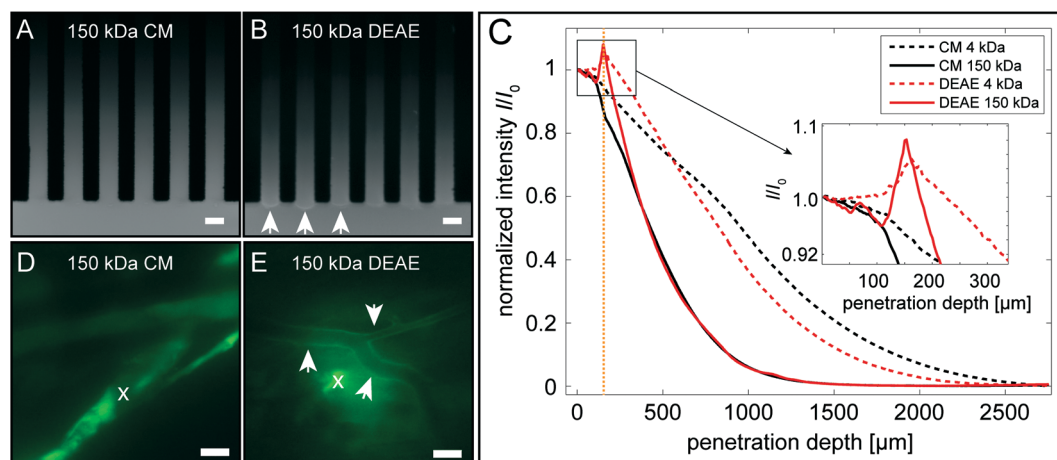 A 150 kDa CM
B 150 kDa DEAE
D 150 kDa CM
x
E 150 kDa DEAE
x
C
normalized intensity I/I₀
1
0.8
0.6
0.4
0.2
0
0 500 1000 1500 2000 2500
penetration depth [µm]
CM 4 kDa
CM 150 kDa
DEAE 4 kDa
DEAE 150 kDa
I/I₀
1.1
1.0
0.92
100 200 300
penetration depth [µm]